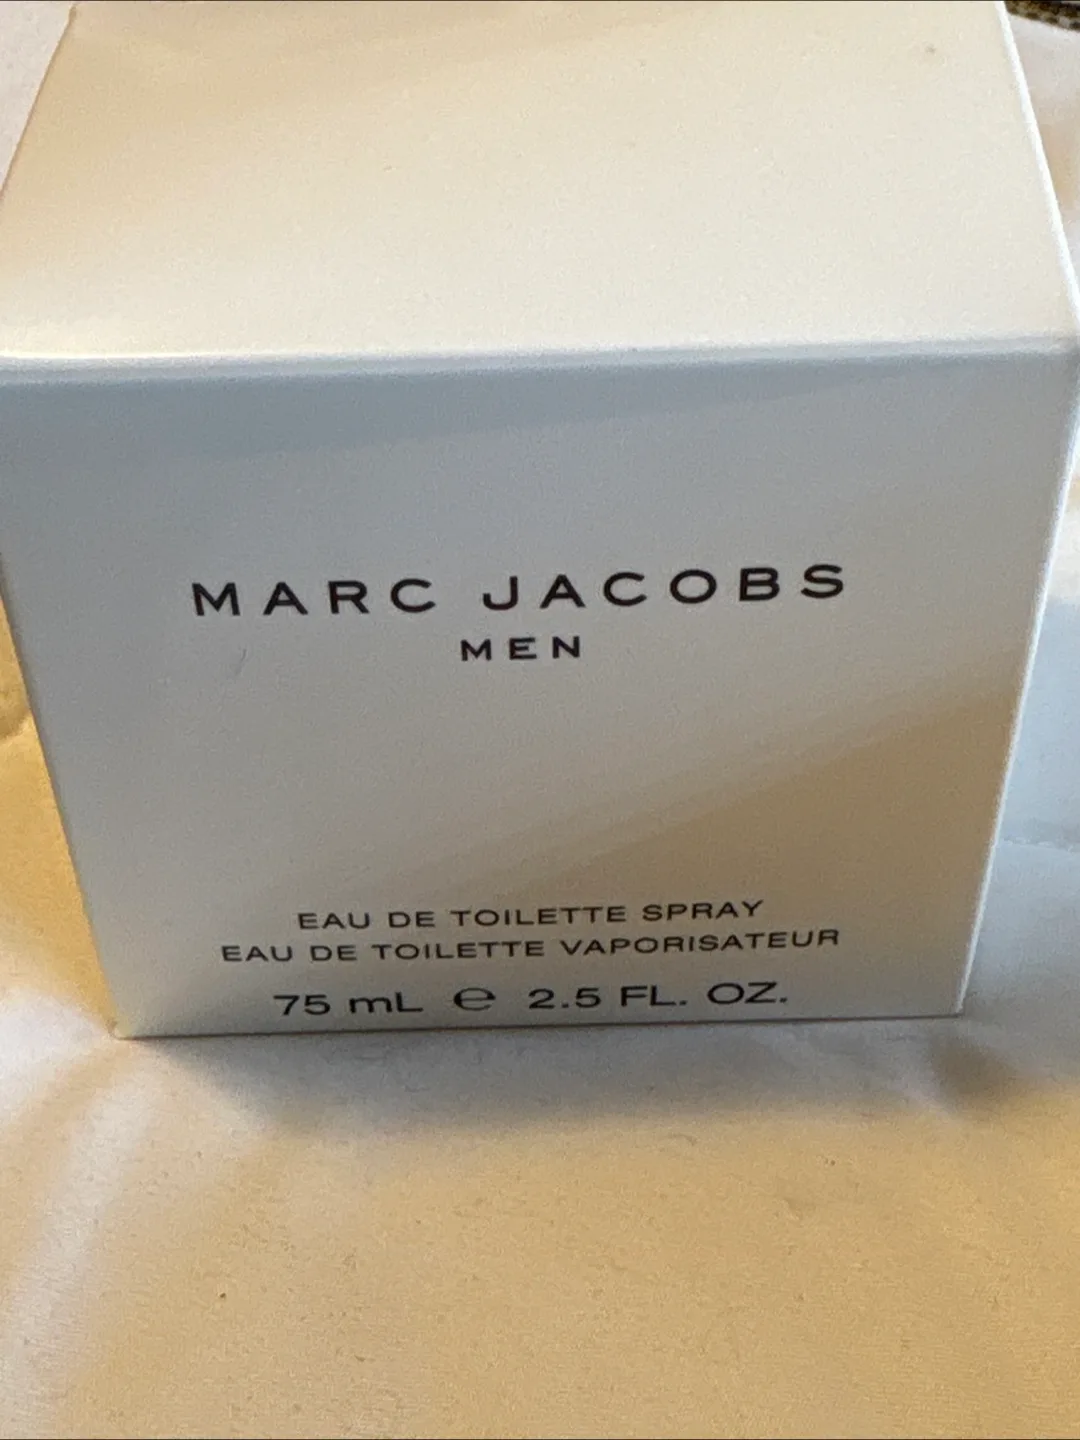 MARC JACOBS
MEN
EAU DE TOILETTE SPRAY
EAU DE TOILETTE VAPORISATEUR
75 mL ℮ 2.5 FL. OZ.